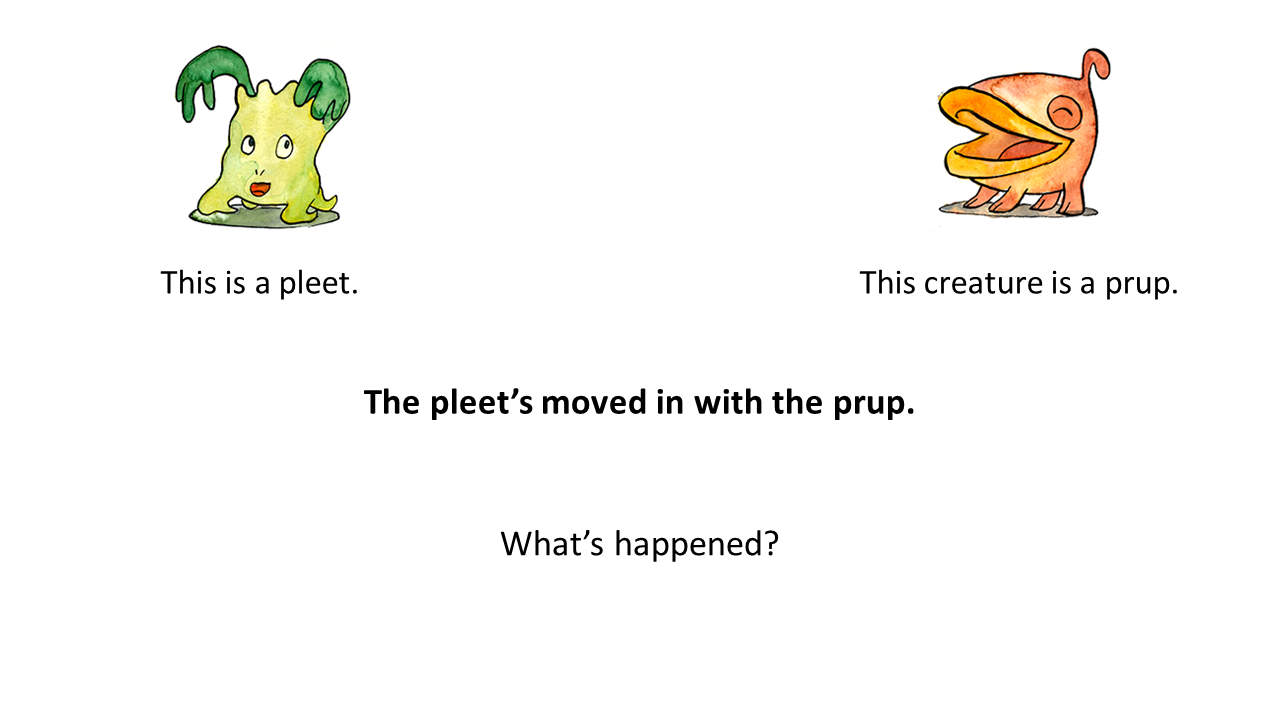 This is a pleet.
This creature is a prup.
The pleet’s moved in with the prup.
What’s happened?